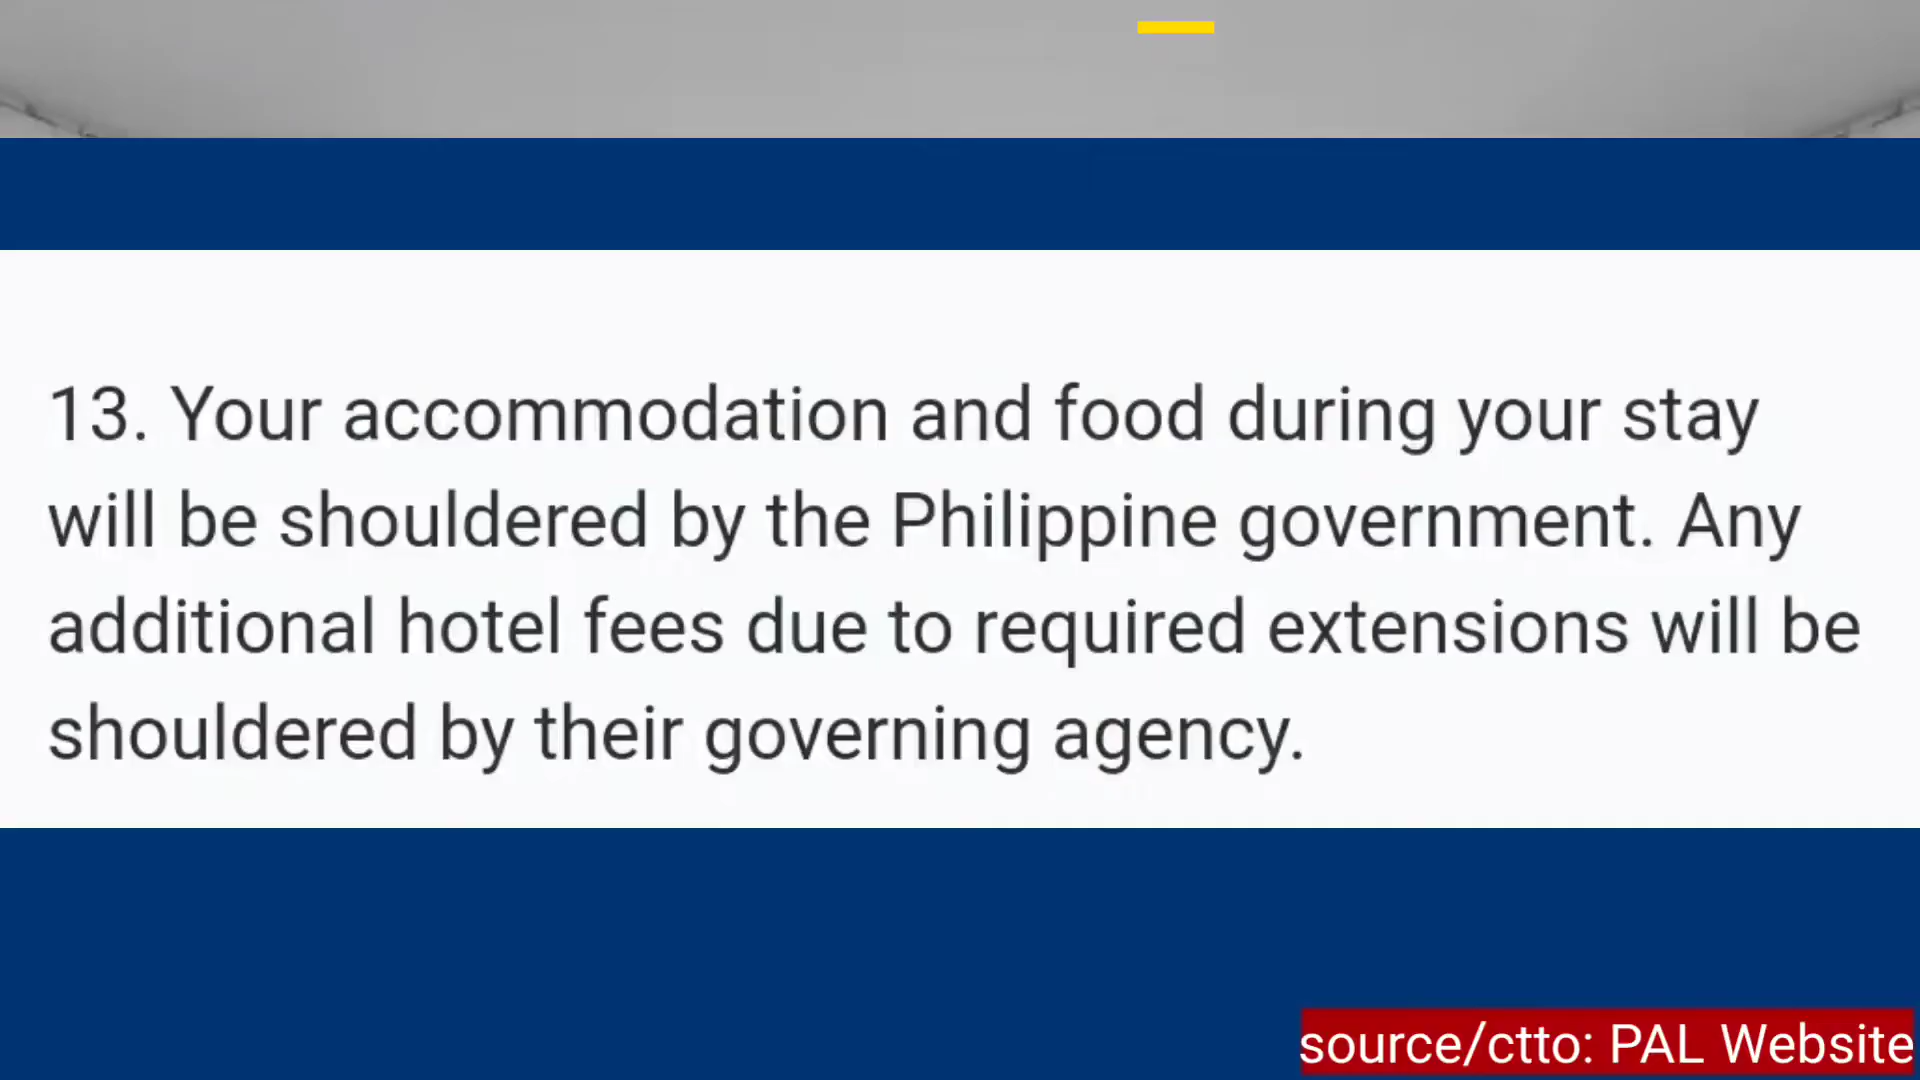 13. Your accommodation and food during your stay
will be shouldered by the Philippine government. Any
additional hotel fees due to required extensions will be
shouldered by their governing agency.
source/ctto: PAL Website